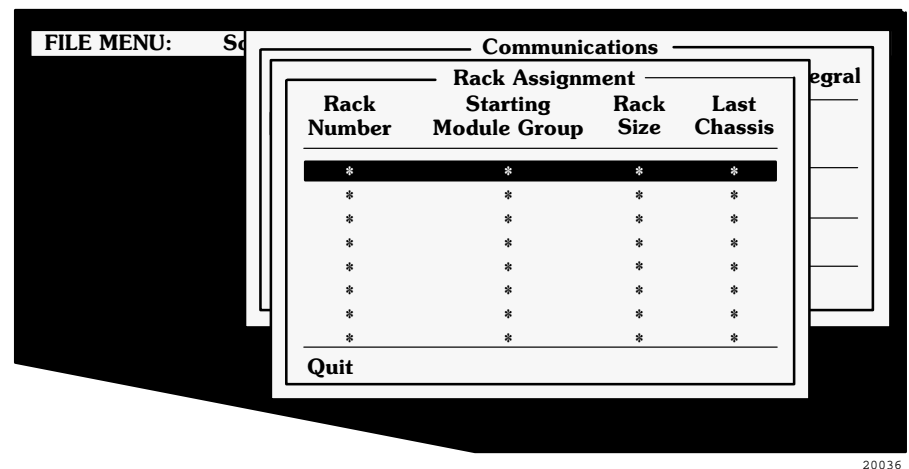 FILE MENU:
Communications
egral
Rack Assignment
Rack Starting Rack Last
Number Module Group Size Chassis
* * * *
* * * *
* * * *
* * * *
* * * *
* * * *
* * * *
* * * *
Quit
20036